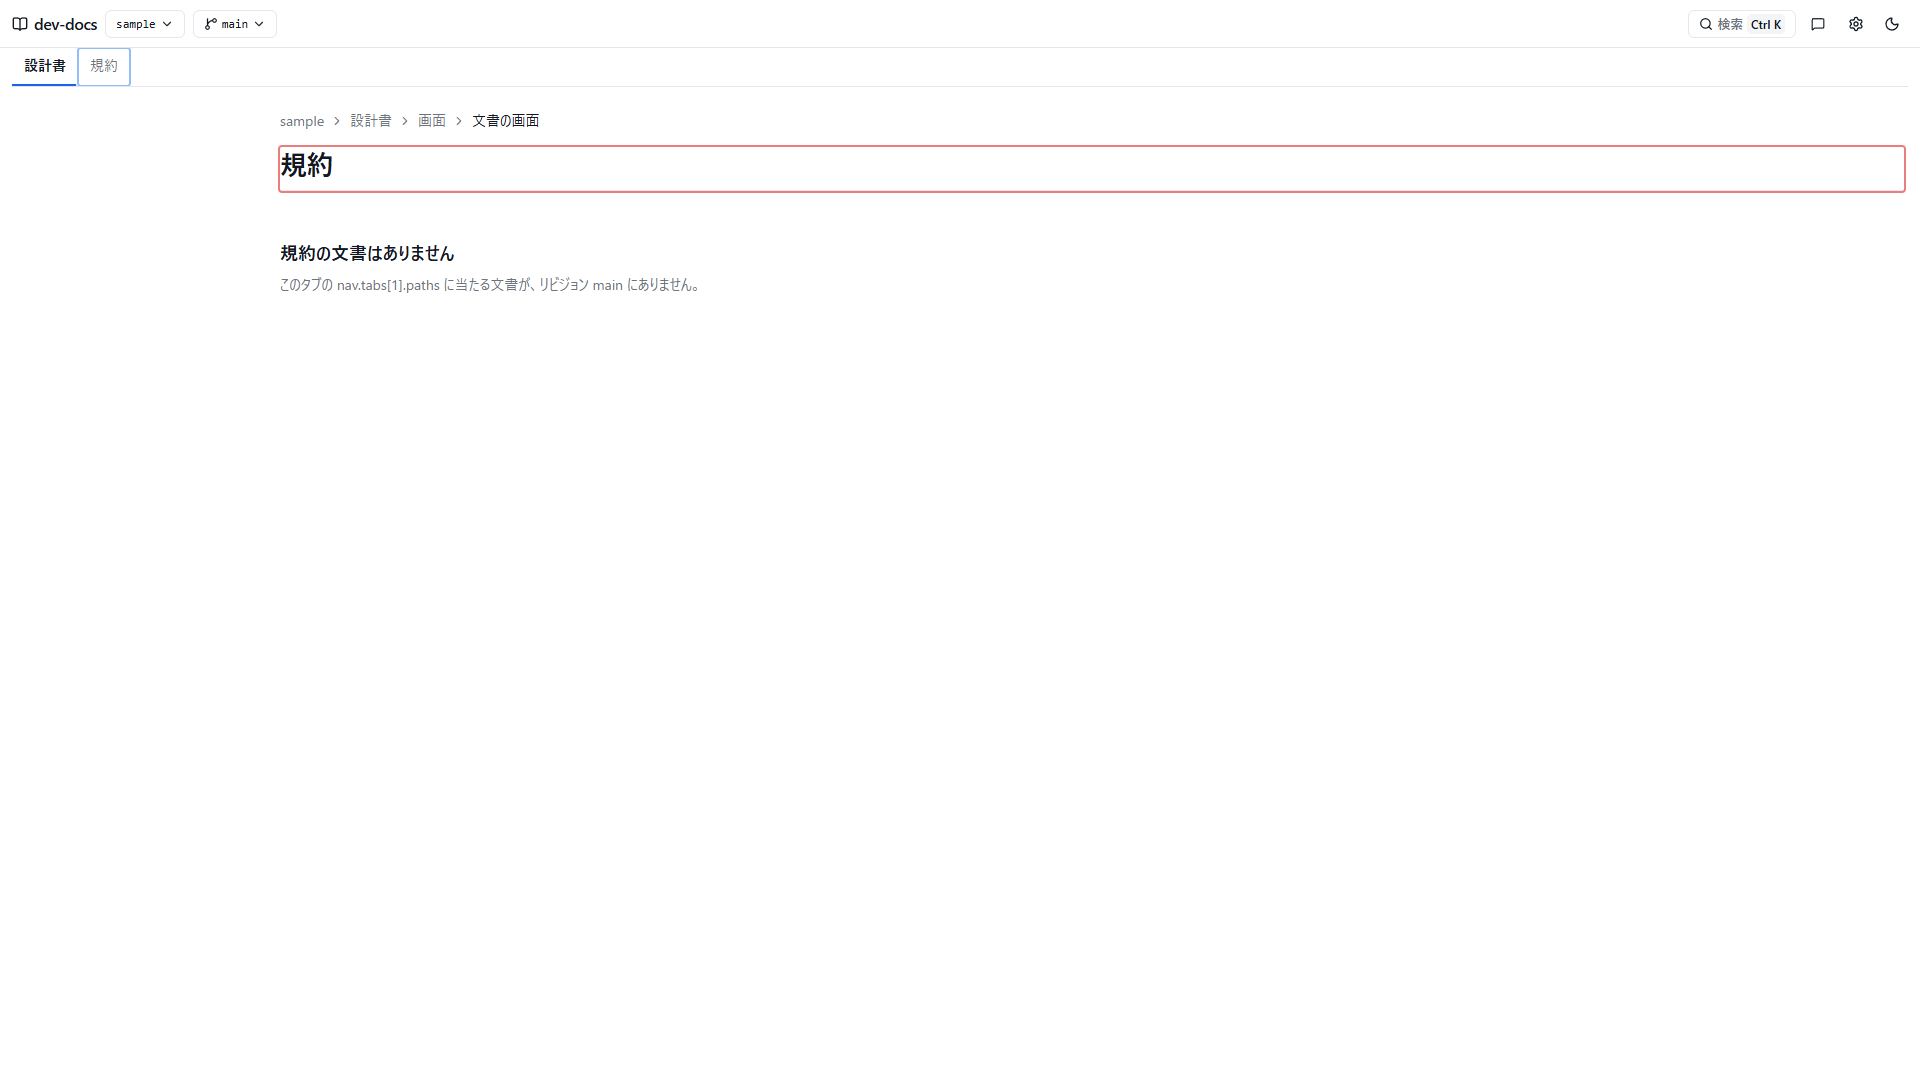 dev-docs sample main 検索 Ctrl K
設計書 規約
sample > 設計書 > 画面 > 文書の画面
規約
規約の文書はありません
このタブの nav.tabs[1].paths に当たる文書が、リビジョン main にありません。